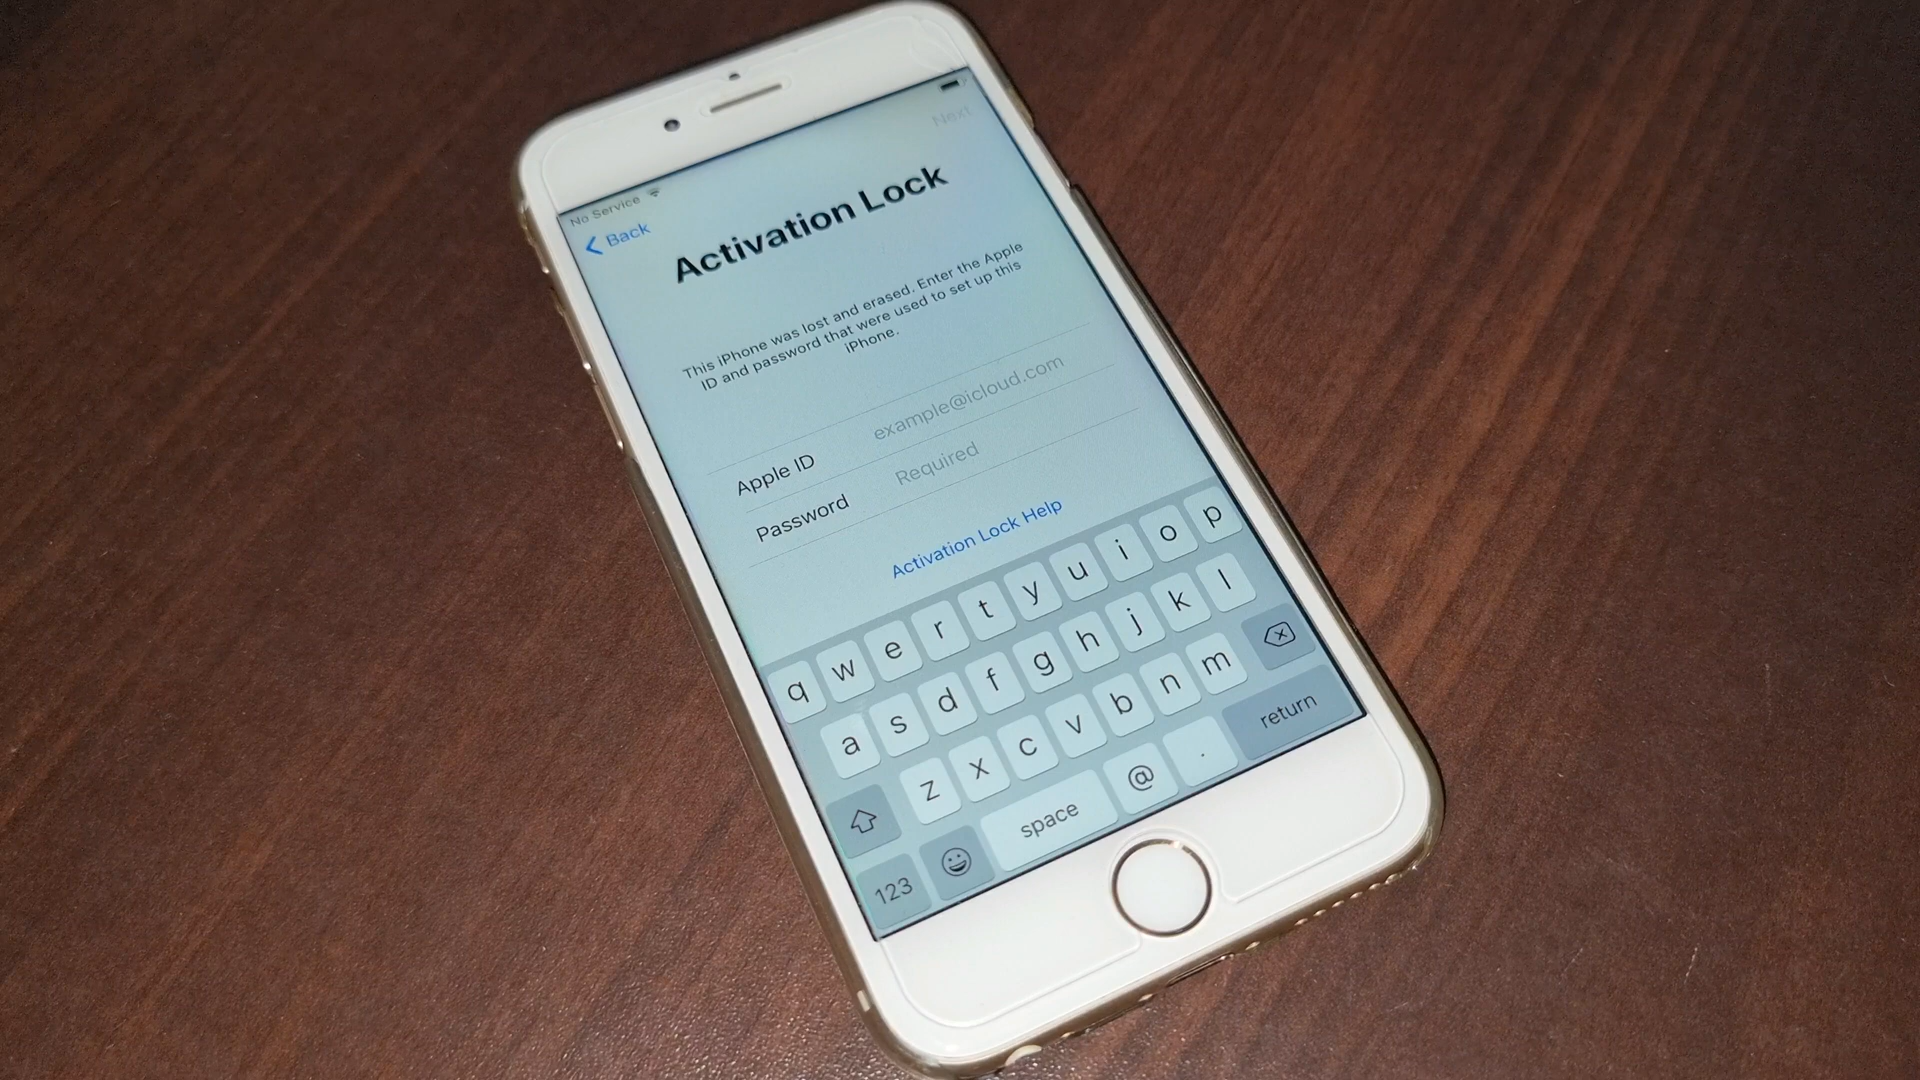 No Service
Back
Next
Activation Lock
This iPhone was lost and erased. Enter the Apple
ID and password that were used to set up this
iPhone.
Apple ID example@icloud.com
Password Required
Activation Lock Help
q w e r t y u i o p
a s d f g h j k l
z x c v b n m
123 space @ . return